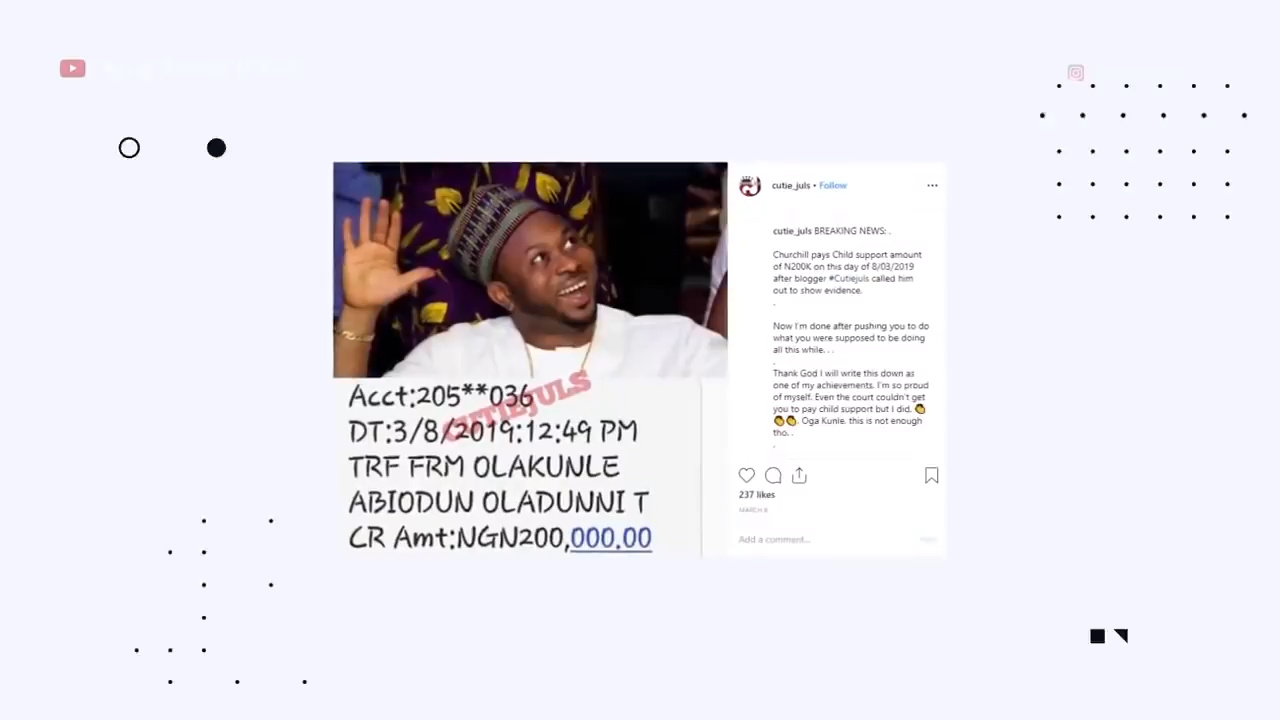 Acct:205**036
DT:3/8/2019:12:49 PM
TRF FRM OLAKUNLE
ABIODUN OLADUNNI T
CR Amt:NGN200,000.00
CUTIEJULS
cutie_juls • Follow
cutie_juls BREAKING NEWS: .
Churchill pays Child support amount
of N200K on this day of 8/03/2019
after blogger #Cutiejuls called him
out to show evidence.
.
Now I'm done after pushing you to do
what you were supposed to be doing
all this while. . .
.
Thank God I will write this down as
one of my achievements. I'm so proud
of myself. Even the court couldn't get
you to pay child support but I did. 👏
👏👏. Oga Kunle. this is not enough
tho. .
.
237 likes
MARCH 8
Add a comment...